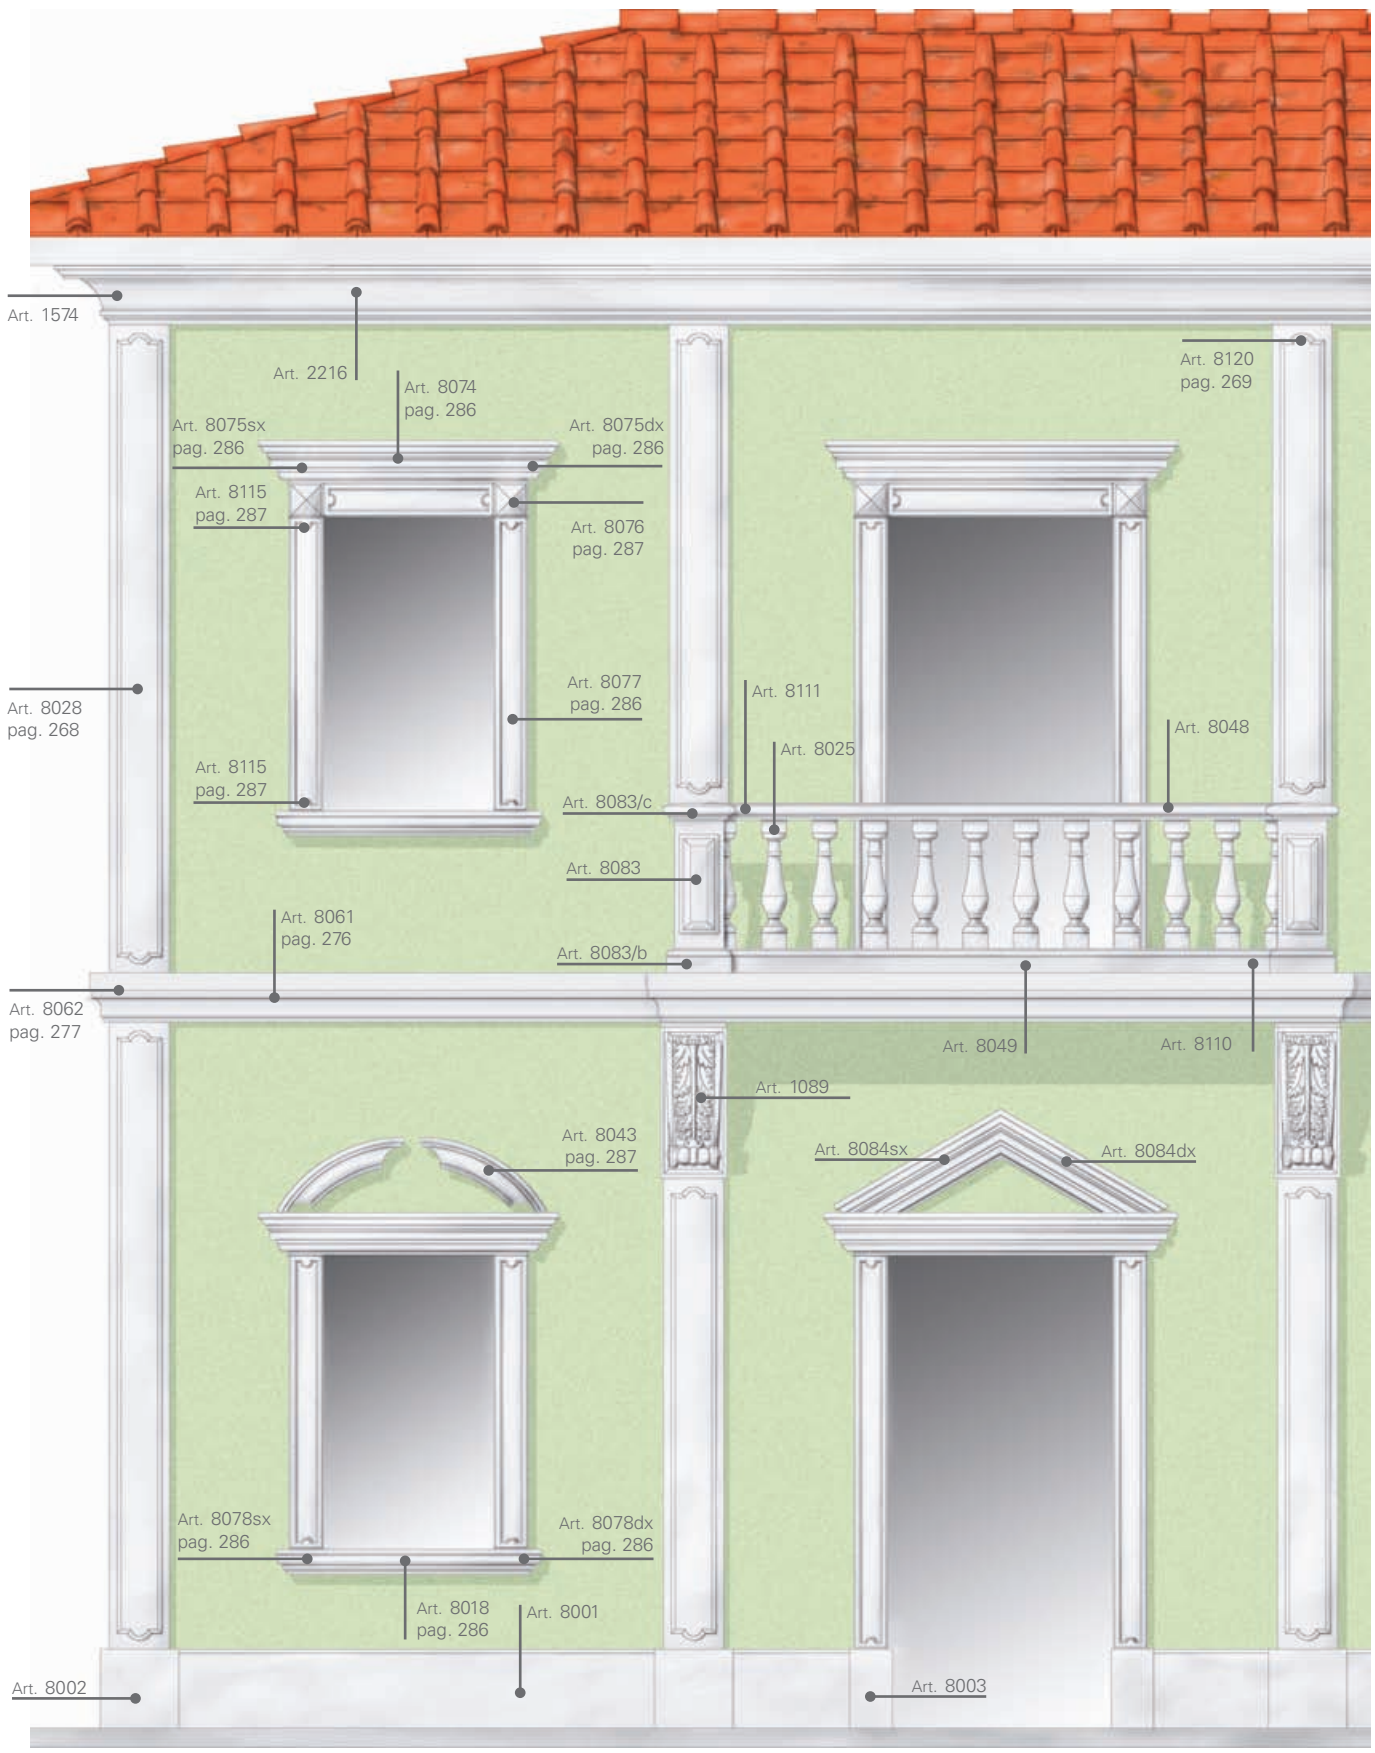 Art. 1574
Art. 2216
Art. 8074
pag. 286
Art. 8120
pag. 269
Art. 8075sx
pag. 286
Art. 8075dx
pag. 286
Art. 8115
pag. 287
Art. 8076
pag. 287
Art. 8028
pag. 268
Art. 8077
pag. 286
Art. 8111
Art. 8048
Art. 8025
Art. 8115
pag. 287
Art. 8083/c
Art. 8083
Art. 8061
pag. 276
Art. 8083/b
Art. 8062
pag. 277
Art. 8049
Art. 8110
Art. 1089
Art. 8043
pag. 287
Art. 8084sx
Art. 8084dx
Art. 8078sx
pag. 286
Art. 8078dx
pag. 286
Art. 8018
pag. 286
Art. 8001
Art. 8002
Art. 8003